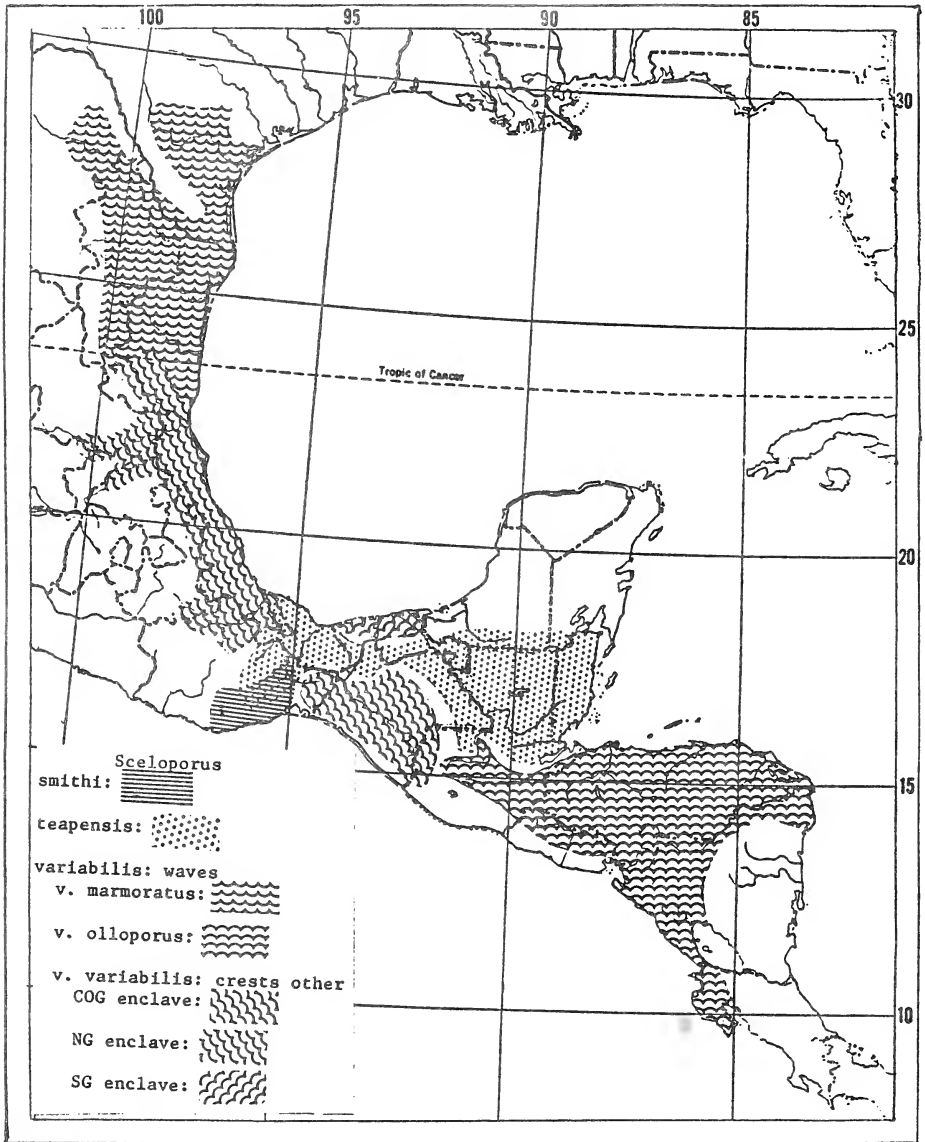 100 95 90 85
30
25
Tropic of Cancer
20
15
10
Sceloporus
smithi:
teapensis:
variabilis: waves
v. marmoratus:
v. olloporus:
v. variabilis: crests other
COG enclave:
NG enclave:
SG enclave: